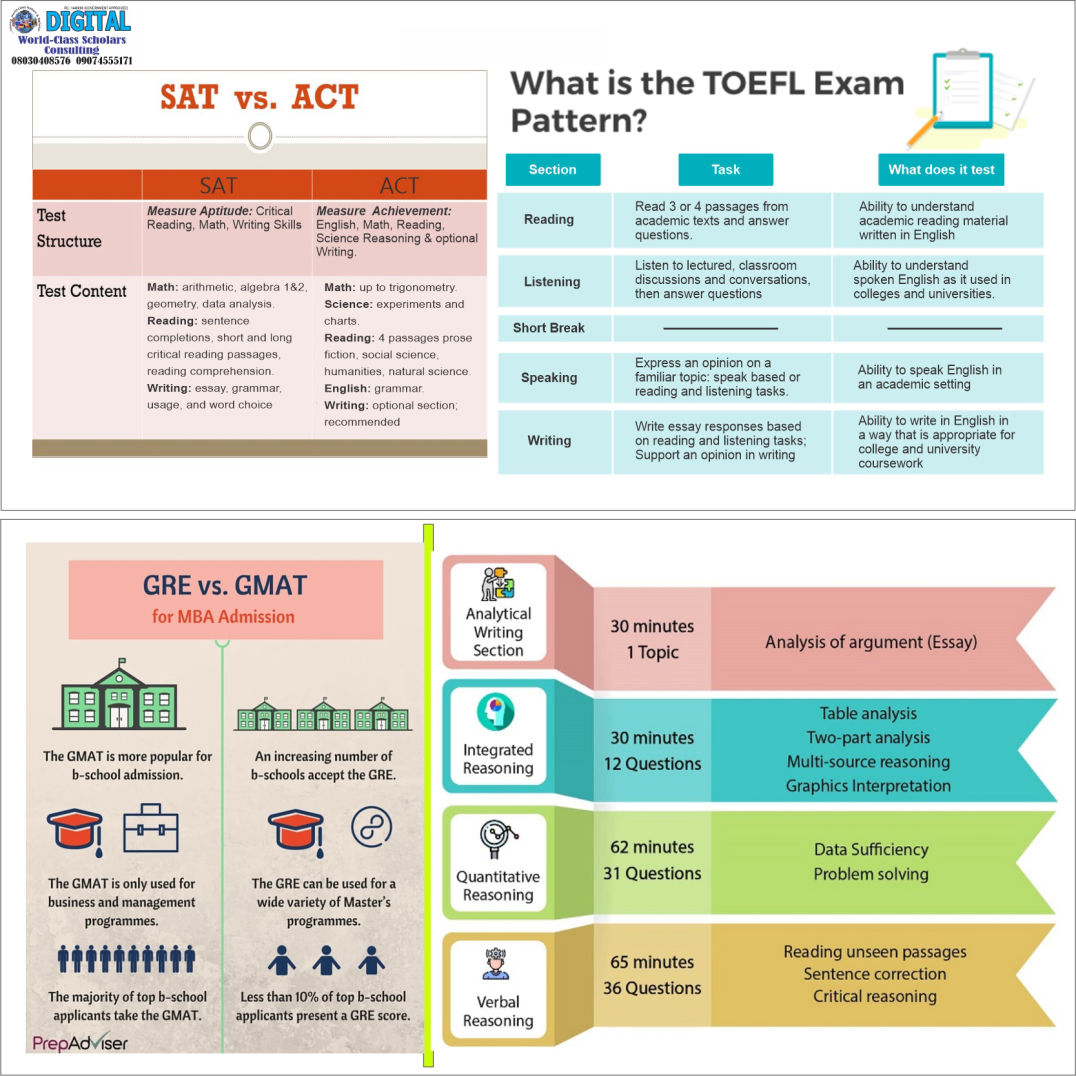 RC: 1448938 GOVERNMENT APPROVED
DIGITAL
World-Class Scholars
Consulting
08030408576 09074555171
SAT vs. ACT
SAT ACT
Test
Structure
Measure Aptitude: Critical
Reading, Math, Writing Skills
Measure Achievement:
English, Math, Reading,
Science Reasoning & optional
Writing.
Test Content
Math: arithmetic, algebra 1&2,
geometry, data analysis.
Reading: sentence
completions, short and long
critical reading passages,
reading comprehension.
Writing: essay, grammar,
usage, and word choice
Math: up to trigonometry.
Science: experiments and
charts.
Reading: 4 passages prose
fiction, social science,
humanities, natural science.
English: grammar.
Writing: optional section;
recommended
What is the TOEFL Exam
Pattern?
Section Task What does it test
Reading
Read 3 or 4 passages from
academic texts and answer
questions.
Ability to understand
academic reading material
written in English
Listening
Listen to lectured, classroom
discussions and conversations,
then answer questions
Ability to understand
spoken English as it used in
colleges and universities.
Short Break
Speaking
Express an opinion on a
familiar topic: speak based or
reading and listening tasks.
Ability to speak English in
an academic setting
Writing
Write essay responses based
on reading and listening tasks;
Support an opinion in writing
Ability to write in English in
a way that is appropriate for
college and university
coursework
GRE vs. GMAT
for MBA Admission
The GMAT is more popular for
b-school admission.
An increasing number of
b-schools accept the GRE.
The GMAT is only used for
business and management
programmes.
The GRE can be used for a
wide variety of Master's
programmes.
The majority of top b-school
applicants take the GMAT.
Less than 10% of top b-school
applicants present a GRE score.
PrepAdviser
Analytical
Writing
Section
30 minutes
1 Topic
Analysis of argument (Essay)
Integrated
Reasoning
30 minutes
12 Questions
Table analysis
Two-part analysis
Multi-source reasoning
Graphics Interpretation
Quantitative
Reasoning
62 minutes
31 Questions
Data Sufficiency
Problem solving
Verbal
Reasoning
65 minutes
36 Questions
Reading unseen passages
Sentence correction
Critical reasoning